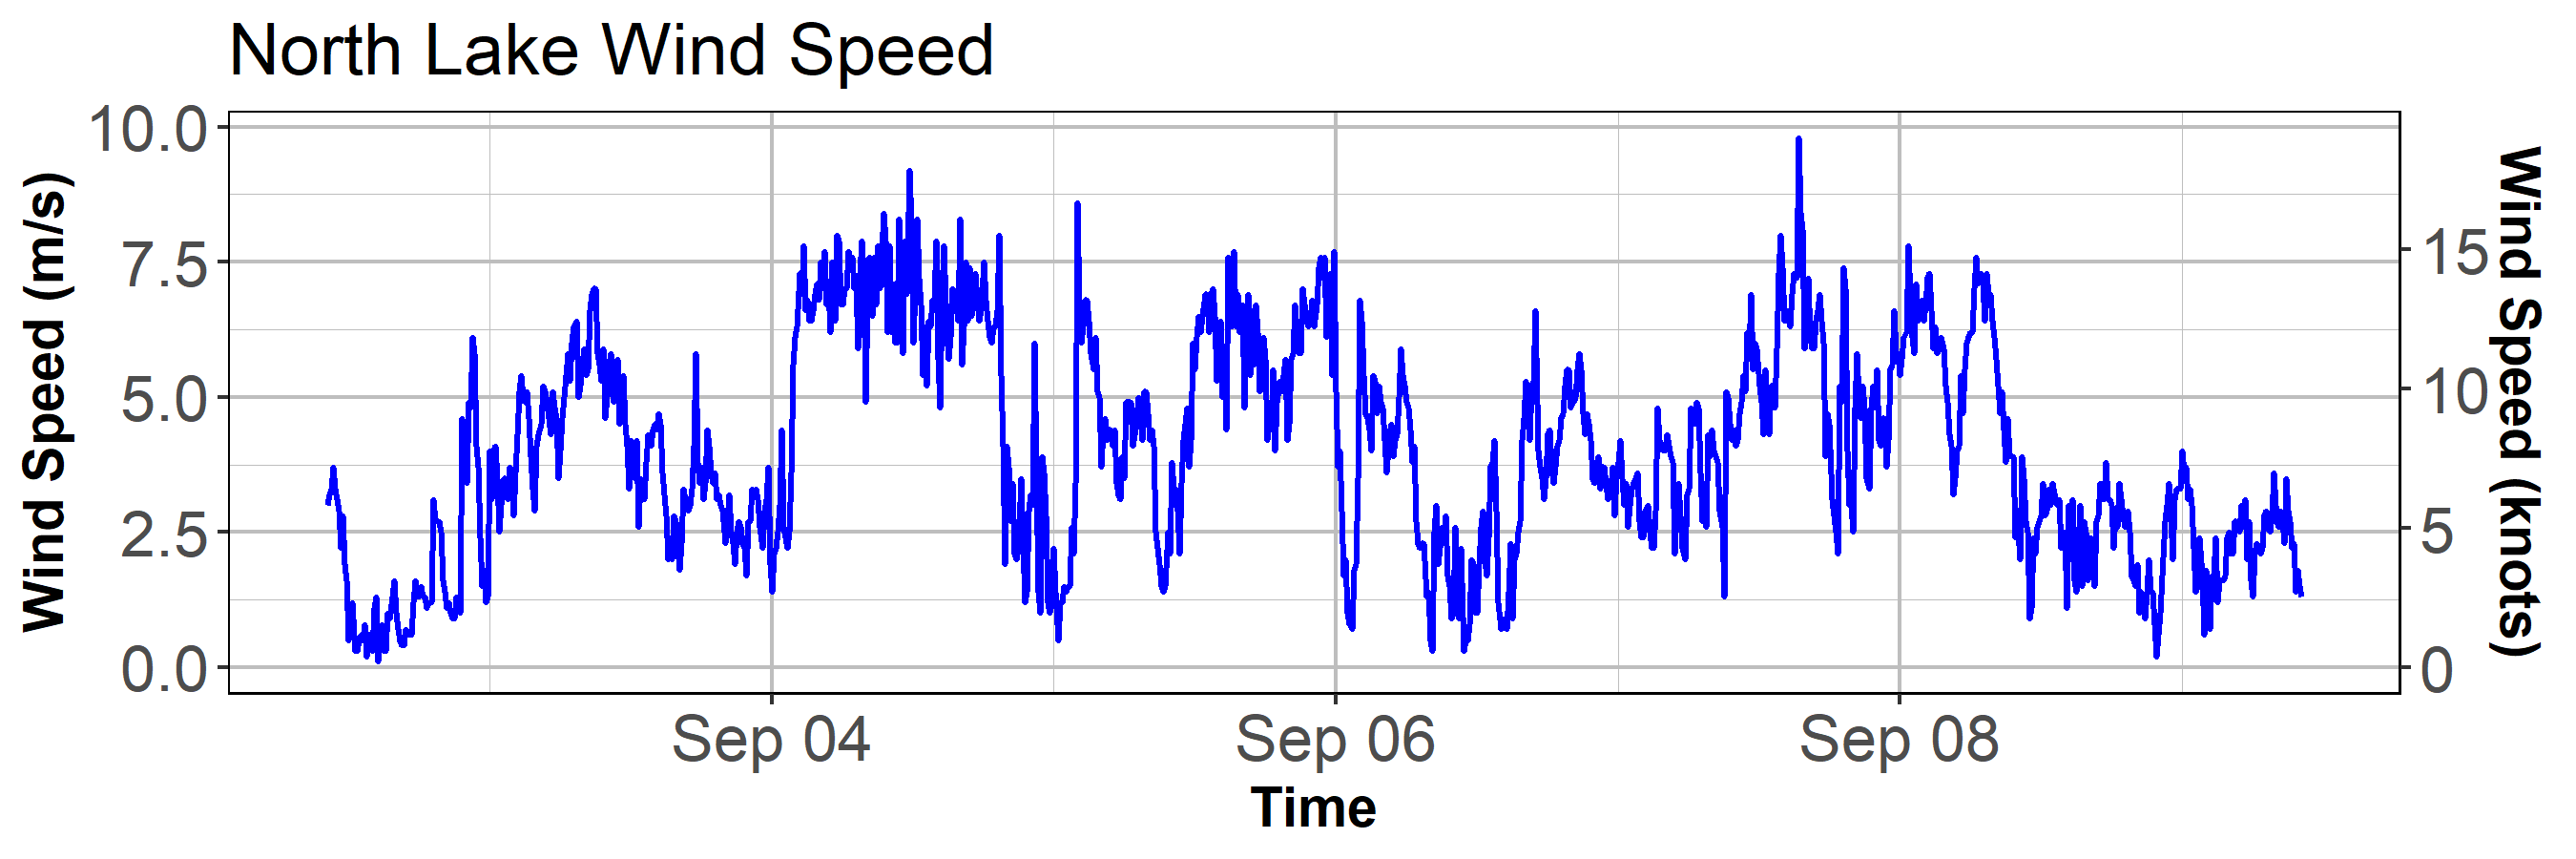 North Lake Wind Speed
10.0
7.5
5.0
2.5
0.0
Wind Speed (m/s)
15
10
5
0
Wind Speed (knots)
Sep 04
Sep 06
Sep 08
Time